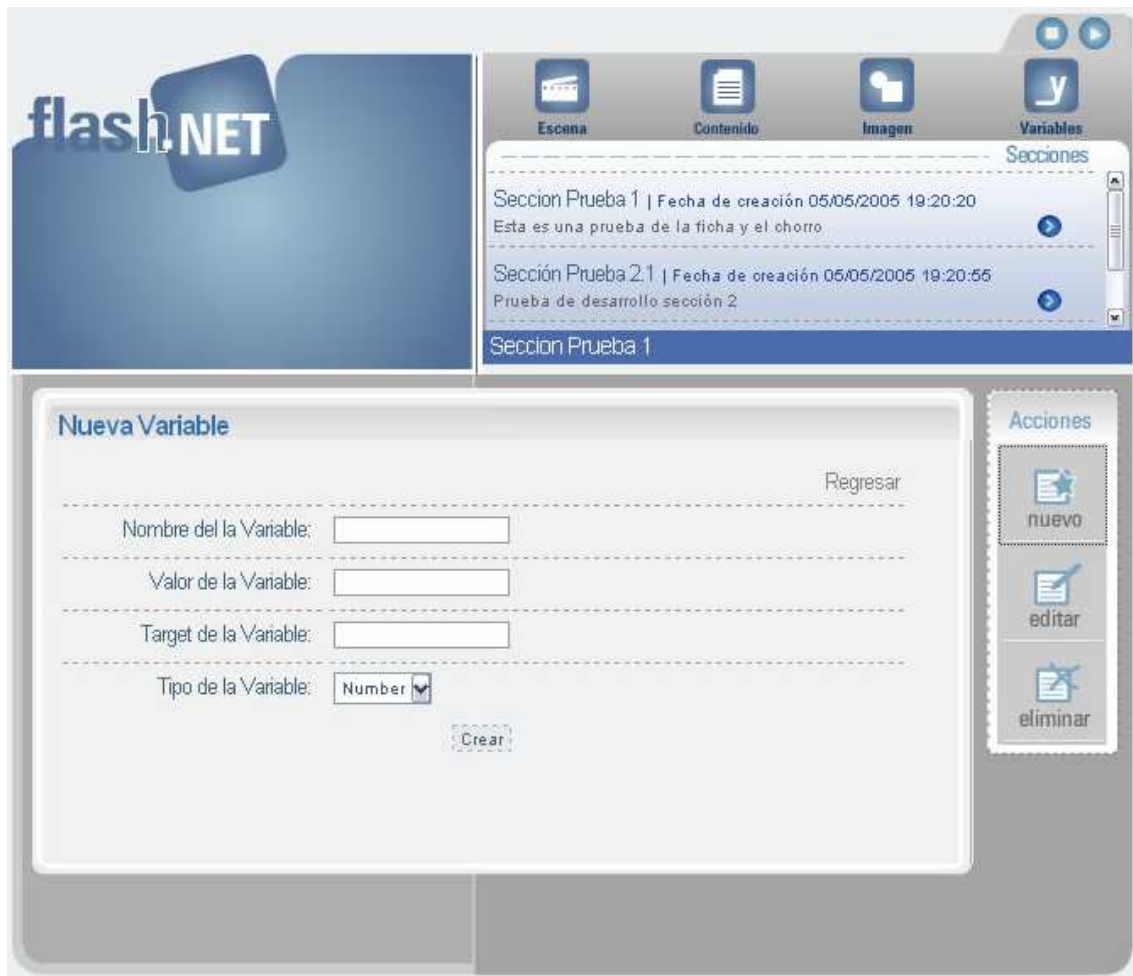 flash.NET
Escena
Contenido
Imagen
_y
Variables
Secciones
Seccion Prueba 1 | Fecha de creación 05/05/2005 19:20:20
Esta es una prueba de la ficha y el chorro
Sección Prueba 2.1 | Fecha de creación 05/05/2005 19:20:55
Prueba de desarrollo sección 2
Seccion Prueba 1
Nueva Variable
Regresar
Nombre del la Variable:
Valor de la Variable:
Target de la Variable:
Tipo de la Variable: Number
Crear
Acciones
nuevo
editar
eliminar